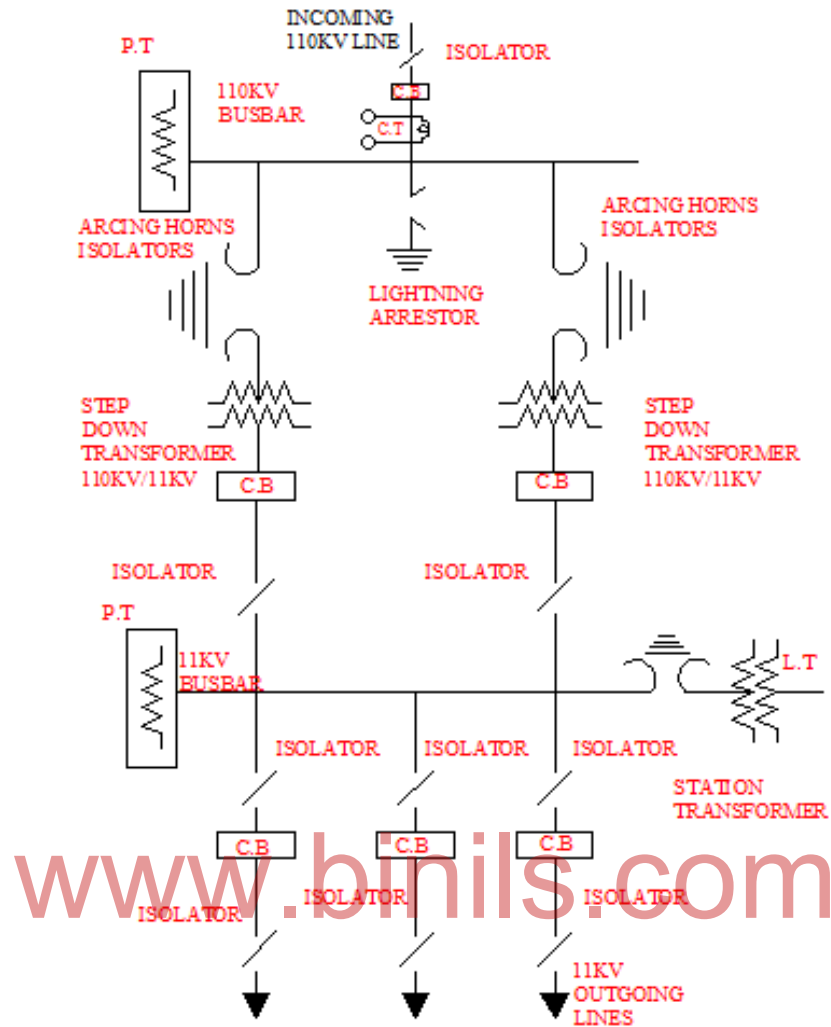 INCOMING
110KV LINE
P.T
ISOLATOR
110KV
BUSBAR
C.B
C.T
ARCING HORNS
ISOLATORS
ARCING HORNS
ISOLATORS
LIGHTNING
ARRESTOR
STEP
DOWN
TRANSFORMER
110KV/11KV
STEP
DOWN
TRANSFORMER
110KV/11KV
C.B
C.B
ISOLATOR
ISOLATOR
P.T
11KV
BUSBAR
L.T
ISOLATOR
ISOLATOR
ISOLATOR
STATION
TRANSFORMER
C.B
C.B
C.B
www.binils.com
ISOLATOR
ISOLATOR
ISOLATOR
11KV
OUTGOING
LINES